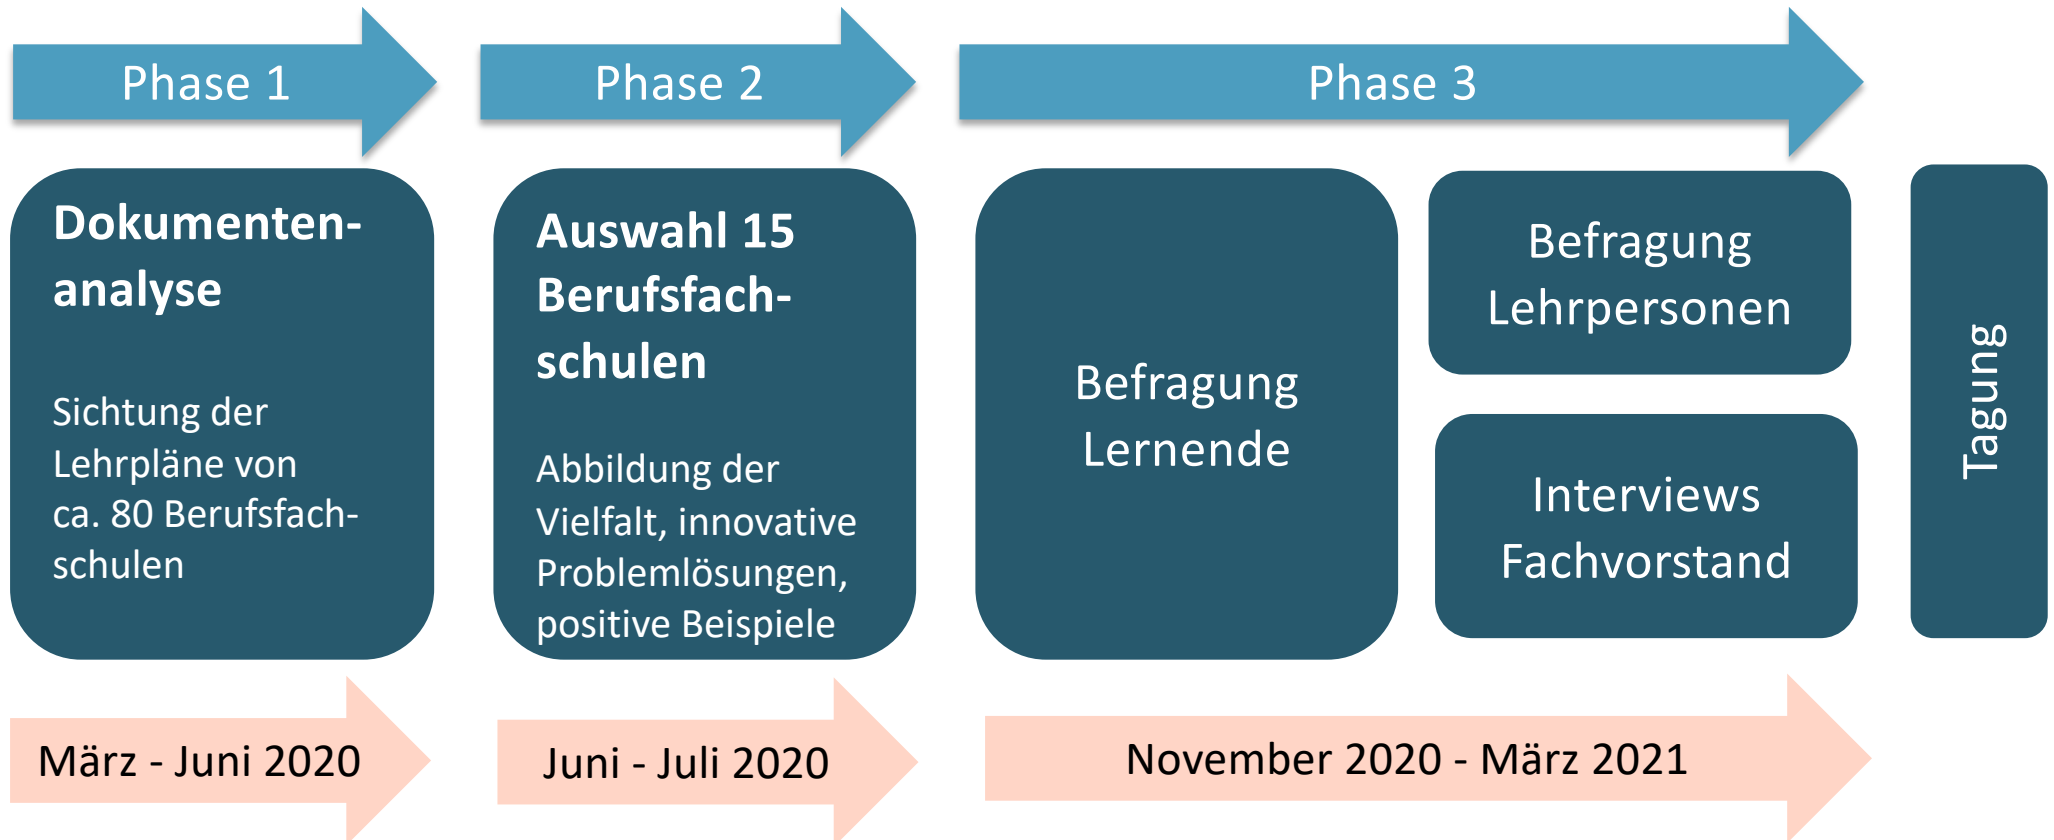 Phase 1
Phase 2
Phase 3
Dokumenten-
analyse
Sichtung der
Lehrpläne von
ca. 80 Berufsfach-
schulen
Auswahl 15
Berufsfach-
schulen
Abbildung der
Vielfalt, innovative
Problemlösungen,
positive Beispiele
Befragung
Lernende
Befragung
Lehrpersonen
Interviews
Fachvorstand
Tagung
März - Juni 2020
Juni - Juli 2020
November 2020 - März 2021